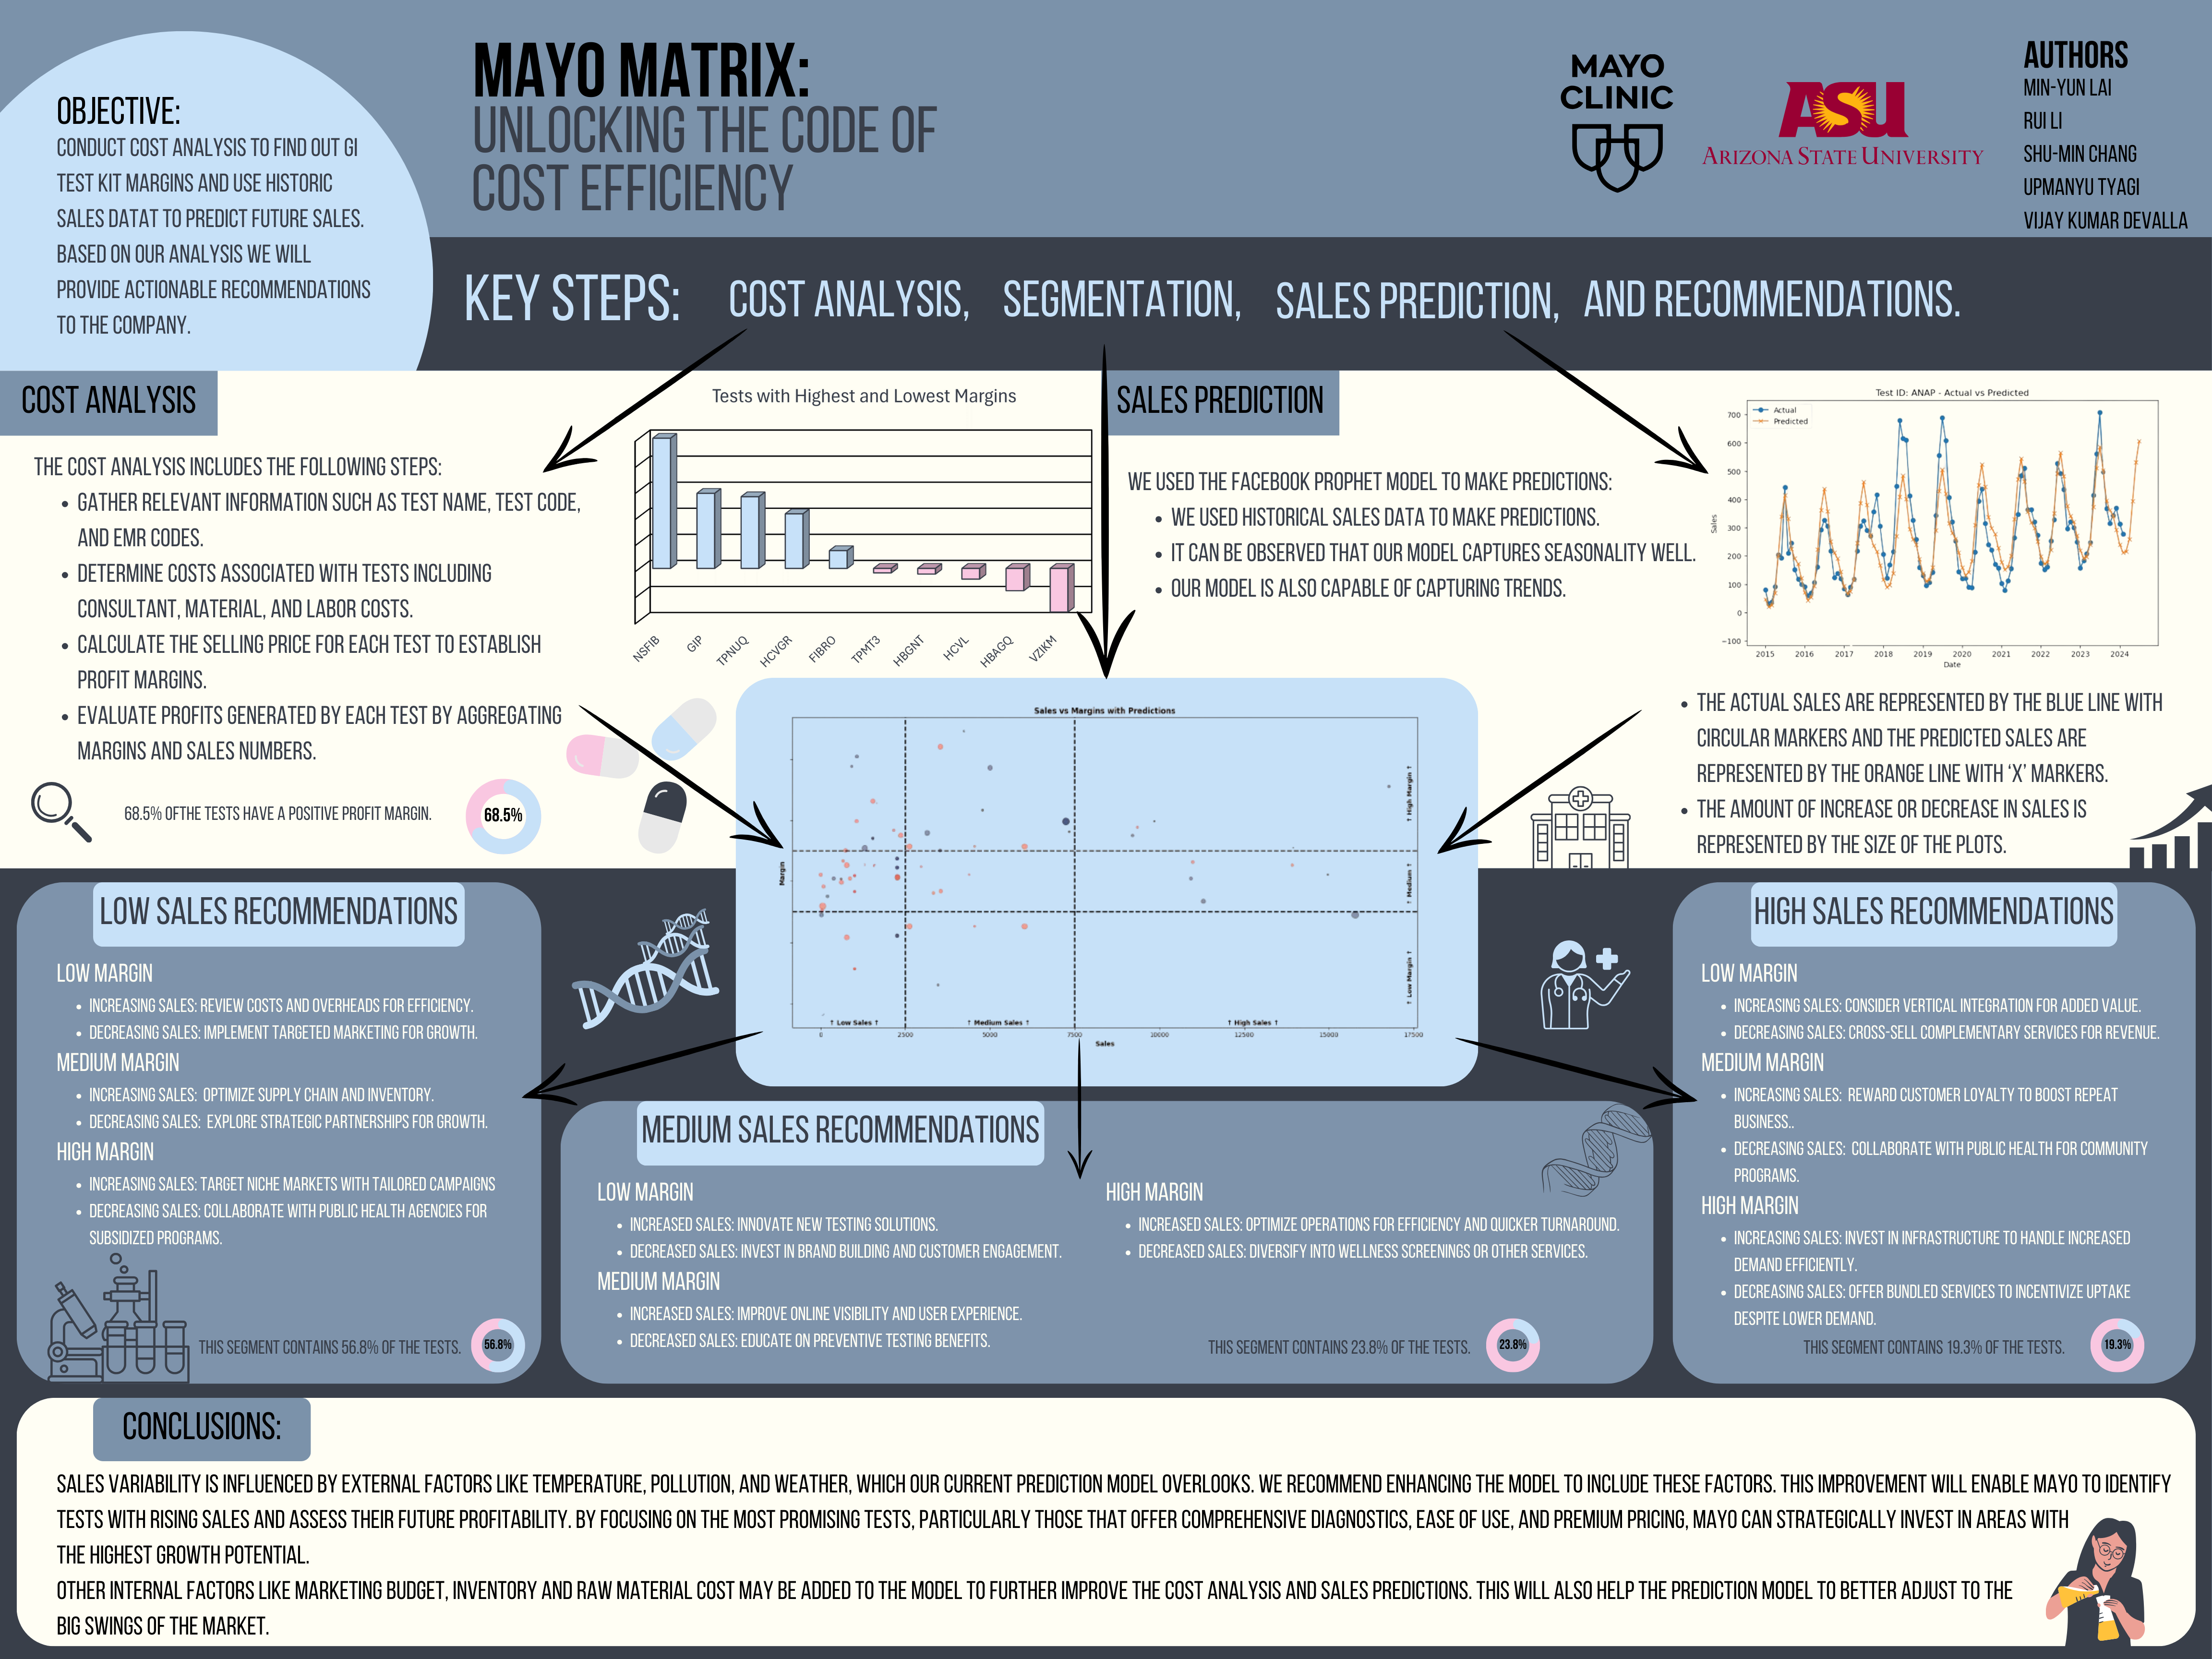 OBJECTIVE:
CONDUCT COST ANALYSIS TO FIND OUT GI
TEST KIT MARGINS AND USE HISTORIC
SALES DATAT TO PREDICT FUTURE SALES.
BASED ON OUR ANALYSIS WE WILL
PROVIDE ACTIONABLE RECOMMENDATIONS
TO THE COMPANY.
MAYO MATRIX:
UNLOCKING THE CODE OF
COST EFFICIENCY
MAYO
CLINIC
ASU
ARIZONA STATE UNIVERSITY
AUTHORS
MIN-YUN LAI
RUI LI
SHU-MIN CHANG
UPMANYU TYAGI
VIJAY KUMAR DEVALLA
KEY STEPS: COST ANALYSIS, SEGMENTATION, SALES PREDICTION, AND RECOMMENDATIONS.
COST ANALYSIS
THE COST ANALYSIS INCLUDES THE FOLLOWING STEPS:
• GATHER RELEVANT INFORMATION SUCH AS TEST NAME, TEST CODE,
AND EMR CODES.
• DETERMINE COSTS ASSOCIATED WITH TESTS INCLUDING
CONSULTANT, MATERIAL, AND LABOR COSTS.
• CALCULATE THE SELLING PRICE FOR EACH TEST TO ESTABLISH
PROFIT MARGINS.
• EVALUATE PROFITS GENERATED BY EACH TEST BY AGGREGATING
MARGINS AND SALES NUMBERS.
68.5% OFTHE TESTS HAVE A POSITIVE PROFIT MARGIN.
68.5%
Tests with Highest and Lowest Margins
NSFIB GIP TPNUQ HCVGR FIBRO TPMT3 HBGNT HCVL HBAGQ VZIKM
SALES PREDICTION
WE USED THE FACEBOOK PROPHET MODEL TO MAKE PREDICTIONS:
• WE USED HISTORICAL SALES DATA TO MAKE PREDICTIONS.
• IT CAN BE OBSERVED THAT OUR MODEL CAPTURES SEASONALITY WELL.
• OUR MODEL IS ALSO CAPABLE OF CAPTURING TRENDS.
Test ID: ANAP - Actual vs Predicted
Actual
Predicted
700
600
500
400
300
200
100
0
−100
Sales
2015 2016 2017 2018 2019 2020 2021 2022 2023 2024
Date
• THE ACTUAL SALES ARE REPRESENTED BY THE BLUE LINE WITH
CIRCULAR MARKERS AND THE PREDICTED SALES ARE
REPRESENTED BY THE ORANGE LINE WITH ‘X’ MARKERS.
• THE AMOUNT OF INCREASE OR DECREASE IN SALES IS
REPRESENTED BY THE SIZE OF THE PLOTS.
Sales vs Margins with Predictions
Margin
↑ High Margin ↑
↑ Medium ↑
↑ Low Margin ↑
↑ Low Sales ↑ ↑ Medium Sales ↑ ↑ High Sales ↑
0 2500 5000 7500 10000 12500 15000 17500
Sales
LOW SALES RECOMMENDATIONS
LOW MARGIN
• INCREASING SALES: REVIEW COSTS AND OVERHEADS FOR EFFICIENCY.
• DECREASING SALES: IMPLEMENT TARGETED MARKETING FOR GROWTH.
MEDIUM MARGIN
• INCREASING SALES: OPTIMIZE SUPPLY CHAIN AND INVENTORY.
• DECREASING SALES: EXPLORE STRATEGIC PARTNERSHIPS FOR GROWTH.
HIGH MARGIN
• INCREASING SALES: TARGET NICHE MARKETS WITH TAILORED CAMPAIGNS
• DECREASING SALES: COLLABORATE WITH PUBLIC HEALTH AGENCIES FOR
SUBSIDIZED PROGRAMS.
THIS SEGMENT CONTAINS 56.8% OF THE TESTS.
56.8%
MEDIUM SALES RECOMMENDATIONS
LOW MARGIN
• INCREASED SALES: INNOVATE NEW TESTING SOLUTIONS.
• DECREASED SALES: INVEST IN BRAND BUILDING AND CUSTOMER ENGAGEMENT.
MEDIUM MARGIN
• INCREASED SALES: IMPROVE ONLINE VISIBILITY AND USER EXPERIENCE.
• DECREASED SALES: EDUCATE ON PREVENTIVE TESTING BENEFITS.
HIGH MARGIN
• INCREASED SALES: OPTIMIZE OPERATIONS FOR EFFICIENCY AND QUICKER TURNAROUND.
• DECREASED SALES: DIVERSIFY INTO WELLNESS SCREENINGS OR OTHER SERVICES.
THIS SEGMENT CONTAINS 23.8% OF THE TESTS.
23.8%
HIGH SALES RECOMMENDATIONS
LOW MARGIN
• INCREASING SALES: CONSIDER VERTICAL INTEGRATION FOR ADDED VALUE.
• DECREASING SALES: CROSS-SELL COMPLEMENTARY SERVICES FOR REVENUE.
MEDIUM MARGIN
• INCREASING SALES: REWARD CUSTOMER LOYALTY TO BOOST REPEAT
BUSINESS..
• DECREASING SALES: COLLABORATE WITH PUBLIC HEALTH FOR COMMUNITY
PROGRAMS.
HIGH MARGIN
• INCREASING SALES: INVEST IN INFRASTRUCTURE TO HANDLE INCREASED
DEMAND EFFICIENTLY.
• DECREASING SALES: OFFER BUNDLED SERVICES TO INCENTIVIZE UPTAKE
DESPITE LOWER DEMAND.
THIS SEGMENT CONTAINS 19.3% OF THE TESTS.
19.3%
CONCLUSIONS:
SALES VARIABILITY IS INFLUENCED BY EXTERNAL FACTORS LIKE TEMPERATURE, POLLUTION, AND WEATHER, WHICH OUR CURRENT PREDICTION MODEL OVERLOOKS. WE RECOMMEND ENHANCING THE MODEL TO INCLUDE THESE FACTORS. THIS IMPROVEMENT WILL ENABLE MAYO TO IDENTIFY
TESTS WITH RISING SALES AND ASSESS THEIR FUTURE PROFITABILITY. BY FOCUSING ON THE MOST PROMISING TESTS, PARTICULARLY THOSE THAT OFFER COMPREHENSIVE DIAGNOSTICS, EASE OF USE, AND PREMIUM PRICING, MAYO CAN STRATEGICALLY INVEST IN AREAS WITH
THE HIGHEST GROWTH POTENTIAL.
OTHER INTERNAL FACTORS LIKE MARKETING BUDGET, INVENTORY AND RAW MATERIAL COST MAY BE ADDED TO THE MODEL TO FURTHER IMPROVE THE COST ANALYSIS AND SALES PREDICTIONS. THIS WILL ALSO HELP THE PREDICTION MODEL TO BETTER ADJUST TO THE
BIG SWINGS OF THE MARKET.